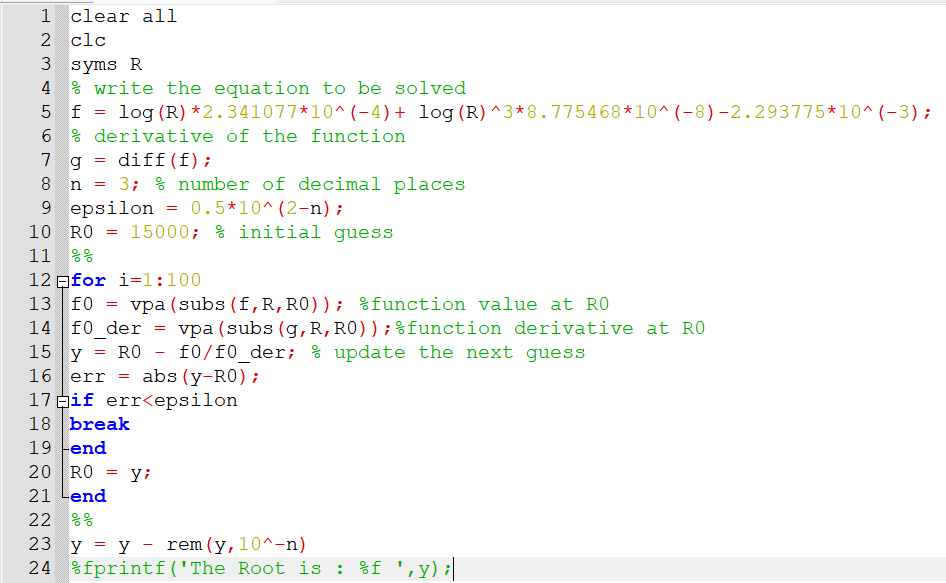 1 clear all
2 clc
3 syms R
4 % write the equation to be solved
5 f = log(R)*2.341077*10^(-4)+ log(R)^3*8.775468*10^(-8)-2.293775*10^(-3);
6 % derivative of the function
7 g = diff(f);
8 n = 3; % number of decimal places
9 epsilon = 0.5*10^(2-n);
10 R0 = 15000; % initial guess
11 %%
12 for i=1:100
13 f0 = vpa(subs(f,R,R0)); %function value at R0
14 f0_der = vpa(subs(g,R,R0));%function derivative at R0
15 y = R0 - f0/f0_der; % update the next guess
16 err = abs(y-R0);
17 if err<epsilon
18 break
19 end
20 R0 = y;
21 end
22 %%
23 y = y - rem(y,10^-n)
24 %fprintf('The Root is : %f ',y);